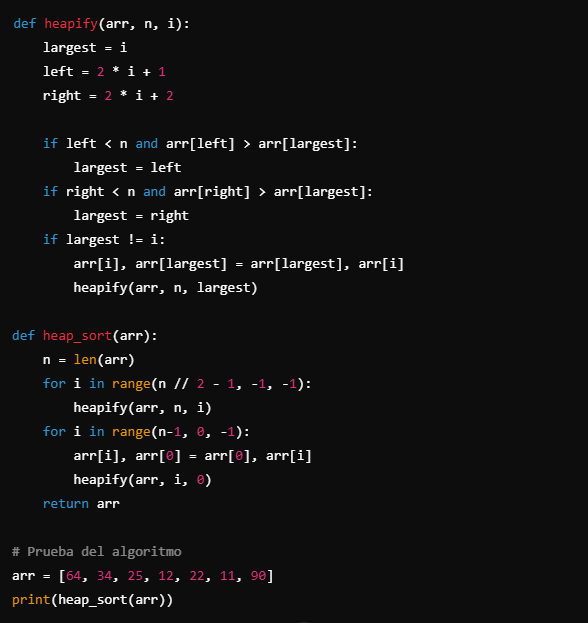 def heapify(arr, n, i):
    largest = i
    left = 2 * i + 1
    right = 2 * i + 2

    if left < n and arr[left] > arr[largest]:
        largest = left
    if right < n and arr[right] > arr[largest]:
        largest = right
    if largest != i:
        arr[i], arr[largest] = arr[largest], arr[i]
        heapify(arr, n, largest)

def heap_sort(arr):
    n = len(arr)
    for i in range(n // 2 - 1, -1, -1):
        heapify(arr, n, i)
    for i in range(n-1, 0, -1):
        arr[i], arr[0] = arr[0], arr[i]
        heapify(arr, i, 0)
    return arr

# Prueba del algoritmo
arr = [64, 34, 25, 12, 22, 11, 90]
print(heap_sort(arr))